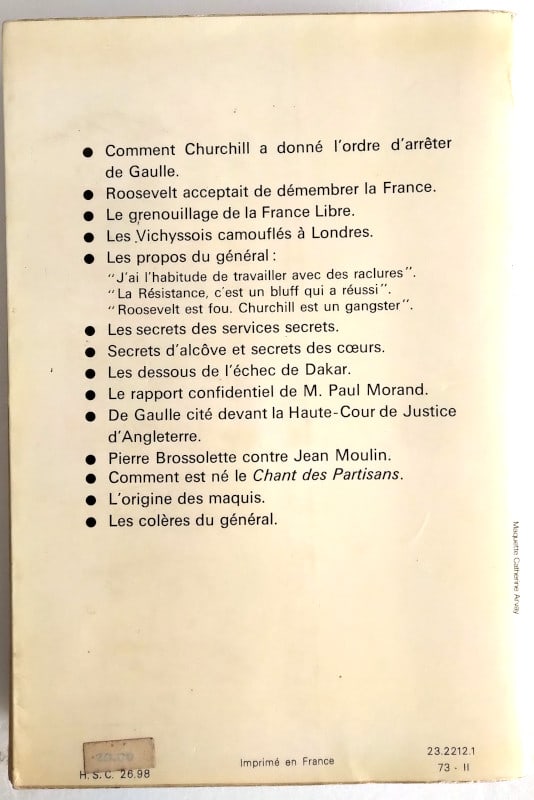 ● Comment Churchill a donné l'ordre d'arrêter
de Gaulle.
● Roosevelt acceptait de démembrer la France.
● Le grenouillage de la France Libre.
● Les Vichyssois camouflés à Londres.
● Les propos du général :
"J'ai l'habitude de travailler avec des raclures".
"La Résistance, c'est un bluff qui a réussi".
"Roosevelt est fou. Churchill est un gangster".
● Les secrets des services secrets.
● Secrets d'alcôve et secrets des cœurs.
● Les dessous de l'échec de Dakar.
● Le rapport confidentiel de M. Paul Morand.
● De Gaulle cité devant la Haute-Cour de Justice
d'Angleterre.
● Pierre Brossolette contre Jean Moulin.
● Comment est né le Chant des Partisans.
● L'origine des maquis.
● Les colères du général.
Maquette Catherine Arvay
H.S.C. 26.98
Imprimé en France
23.2212.1
73 - II